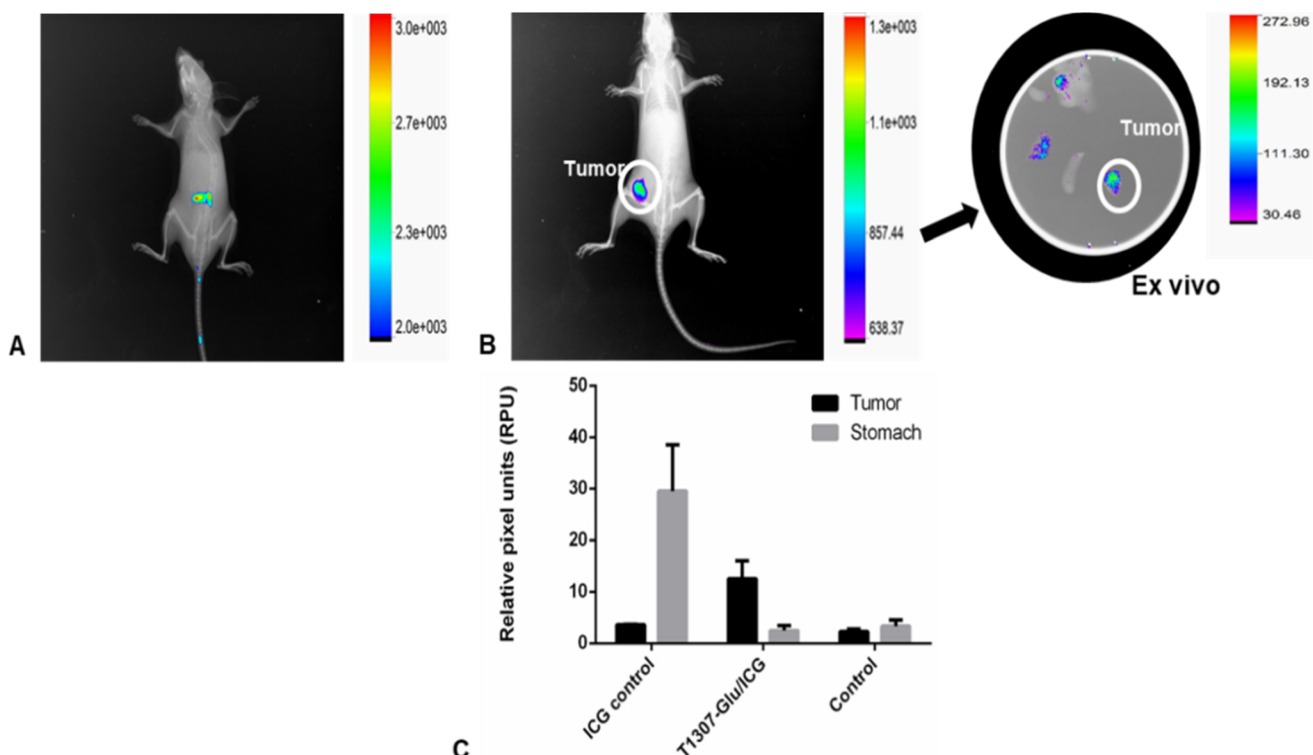 3.0e+003
2.7e+003
2.3e+003
2.0e+003
A
Tumor
1.3e+003
1.1e+003
857.44
638.37
B
Tumor
272.96
192.13
111.30
30.46
Ex vivo
Relative pixel units (RPU)
50
40
30
20
10
0
Tumor
Stomach
ICG control
T1307-Glu/ICG
Control
C